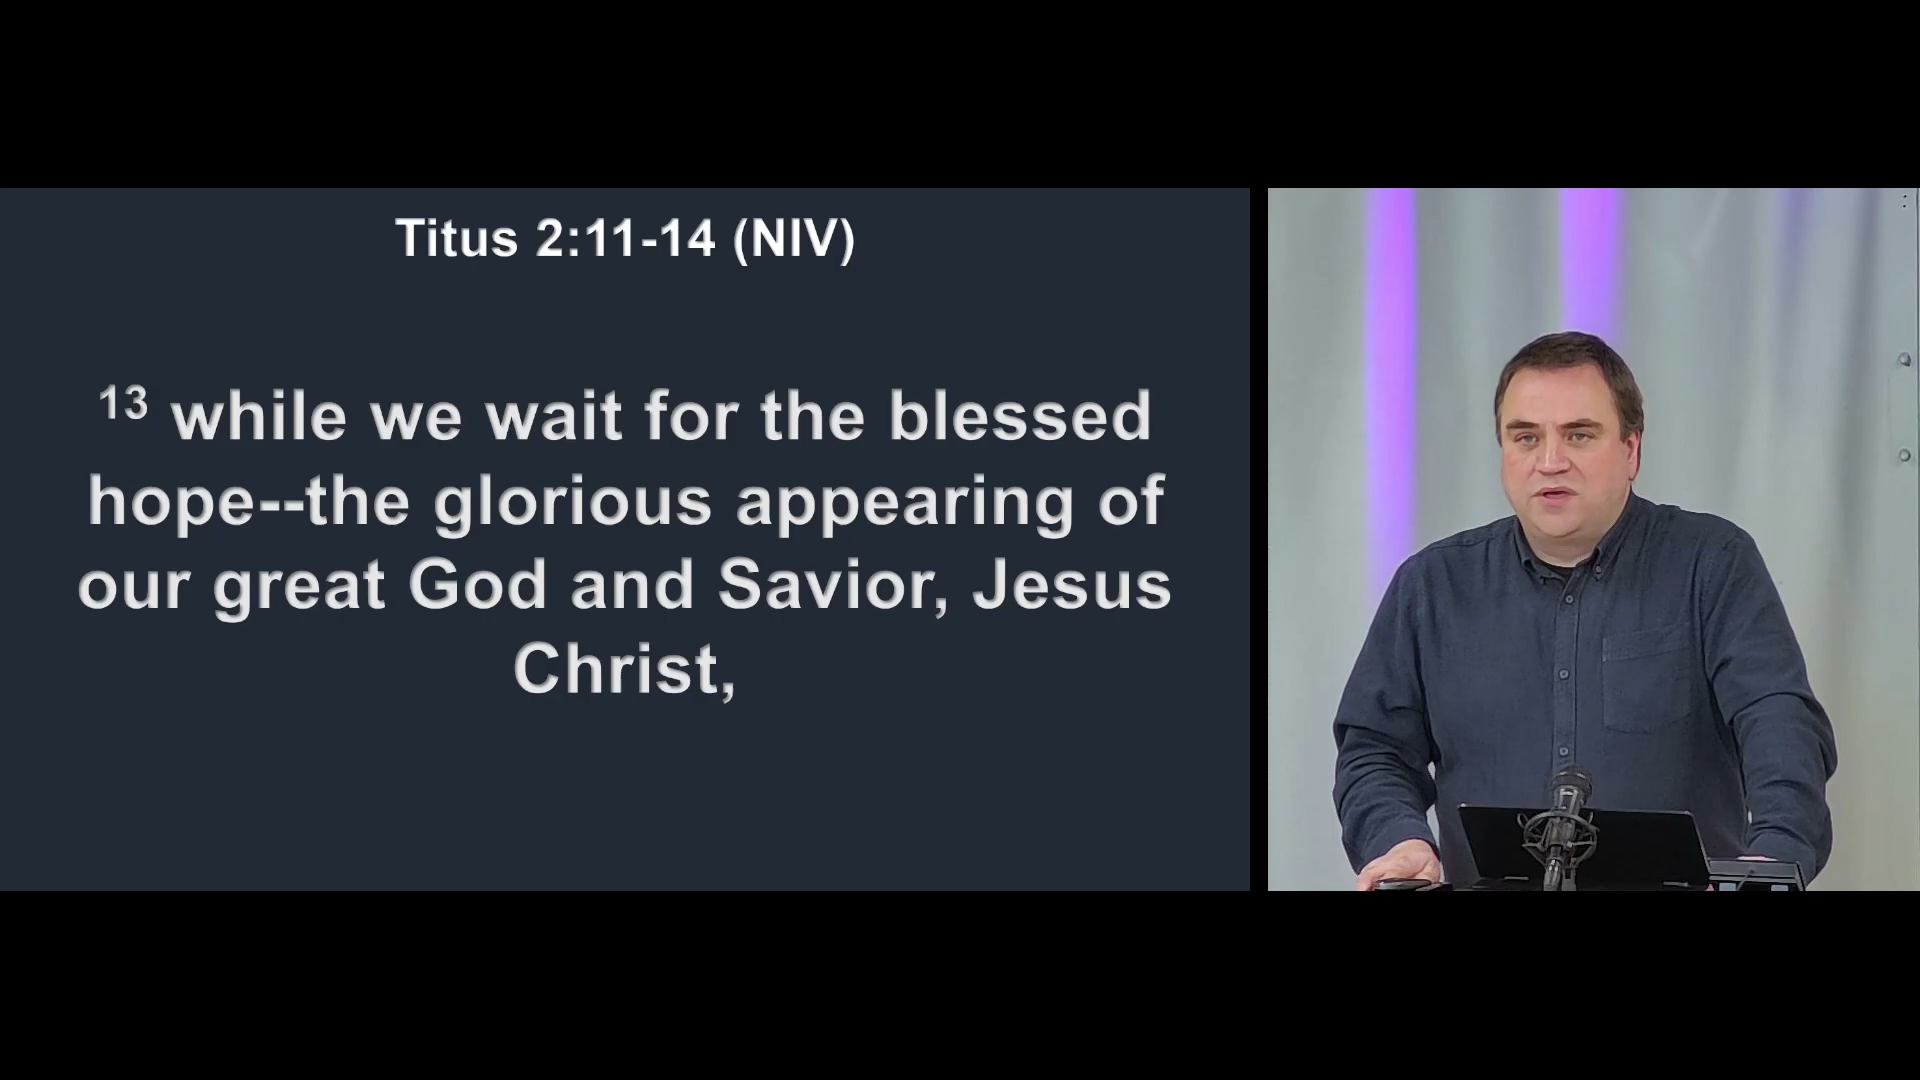 Titus 2:11-14 (NIV)
13 while we wait for the blessed
hope--the glorious appearing of
our great God and Savior, Jesus
Christ,